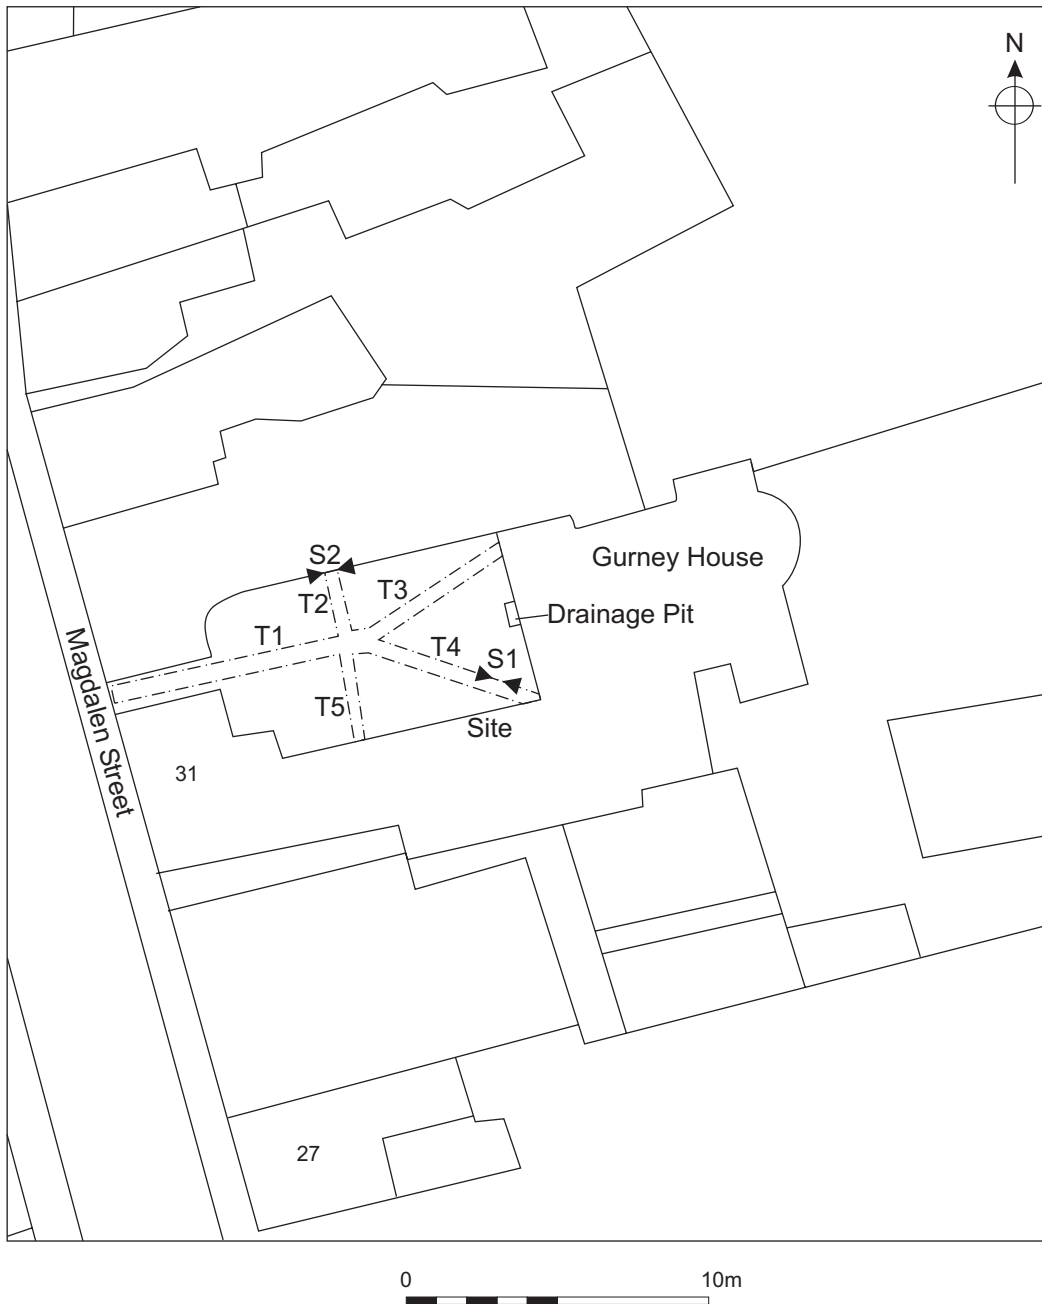 N
S2
Gurney House
T3
T2
Drainage Pit
T1
T4
S1
T5
Site
Magdalen Street
31
27
0 10m